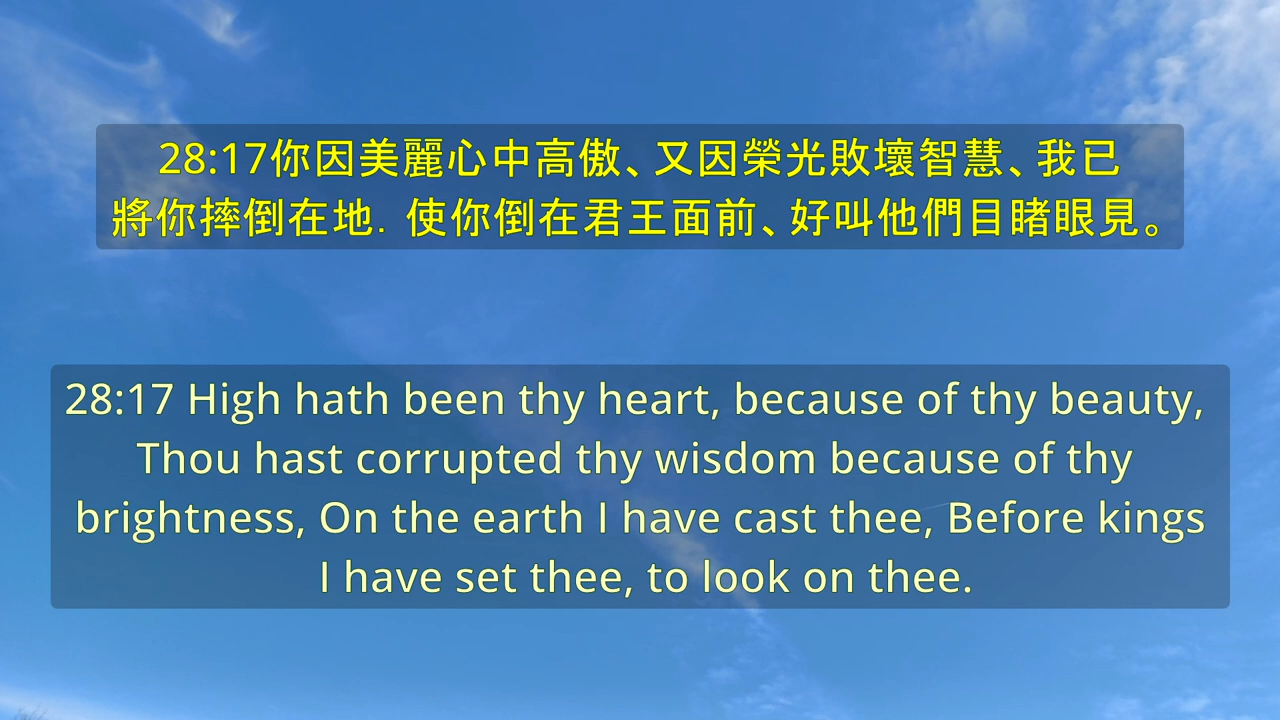 28:17你因美麗心中高傲、又因榮光敗壞智慧、我已
將你摔倒在地．使你倒在君王面前、好叫他們目睹眼見。
28:17 High hath been thy heart, because of thy beauty,
Thou hast corrupted thy wisdom because of thy
brightness, On the earth I have cast thee, Before kings
I have set thee, to look on thee.